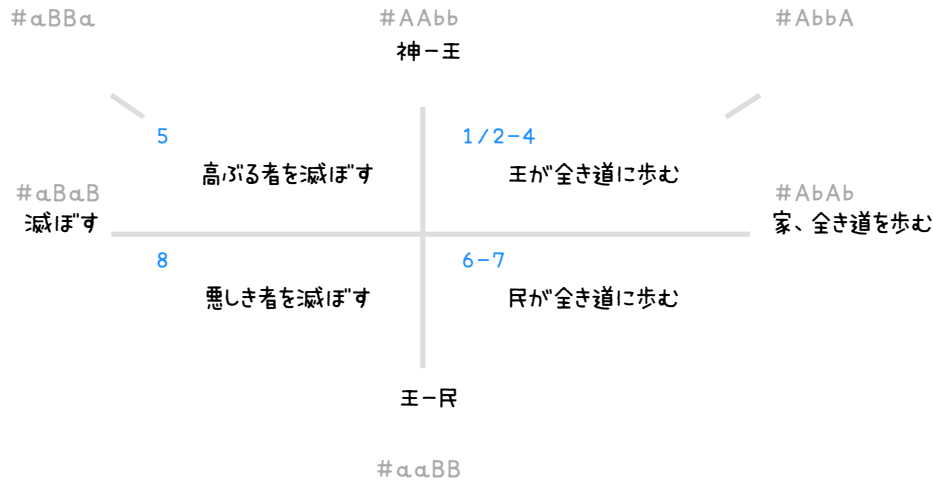 #aBBa
#AAbb
#AbbA
神-王
5
1/2-4
高ぶる者を滅ぼす
王が全き道に歩む
#aBaB
#AbAb
滅ぼす
家、全き道を歩む
8
6-7
悪しき者を滅ぼす
民が全き道に歩む
王-民
#aaBB